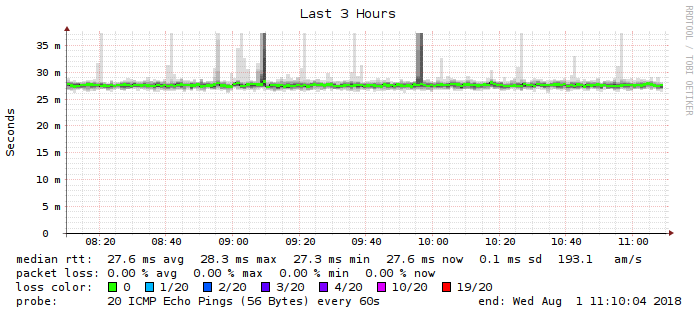 Last 3 Hours
RRDTOOL / TOBI OETIKER
Seconds
35 m
30 m
25 m
20 m
15 m
10 m
5 m
0
08:20 08:40 09:00 09:20 09:40 10:00 10:20 10:40 11:00
median rtt: 27.6 ms avg 28.3 ms max 27.3 ms min 27.6 ms now 0.1 ms sd 193.1 am/s
packet loss: 0.00 % avg 0.00 % max 0.00 % min 0.00 % now
loss color: 0 1/20 2/20 3/20 4/20 10/20 19/20
probe: 20 ICMP Echo Pings (56 Bytes) every 60s end: Wed Aug 1 11:10:04 2018